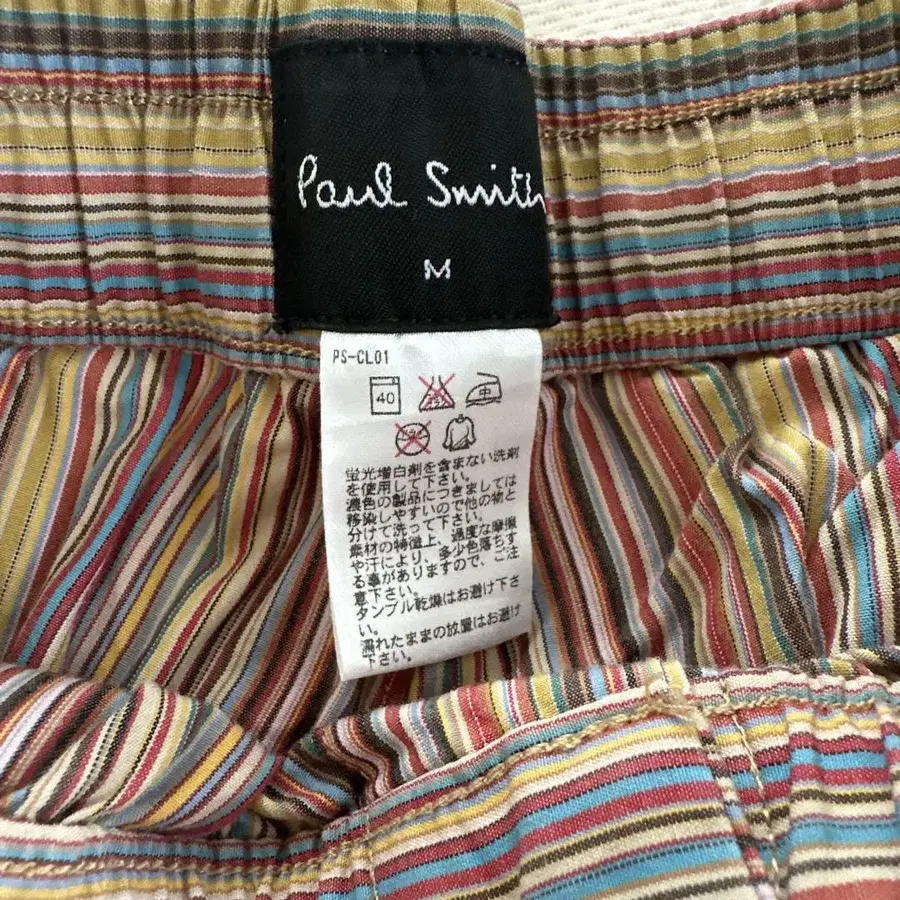 Paul Smith
M
PS-CL01
40
中
蛍光増白剤を含まない洗剤
を使用して下さい。
濃色の製品につきましては
移染しやすいので他の物と
分けて洗って下さい。
素材の特徴上、過度な摩擦
や汗により、多少色落ちす
る事がありますので、ご注
意下さい。
タンブル乾燥はお避け下さ
い。
濡れたままの放置はお避け
下さい。